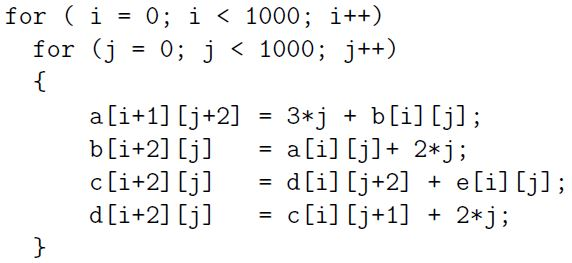 for ( i = 0; i < 1000; i++)
  for (j = 0; j < 1000; j++)
  {
      a[i+1][j+2] = 3*j + b[i][j];
      b[i+2][j]   = a[i][j]+ 2*j;
      c[i+2][j]   = d[i][j+2] + e[i][j];
      d[i+2][j]   = c[i][j+1] + 2*j;
  }